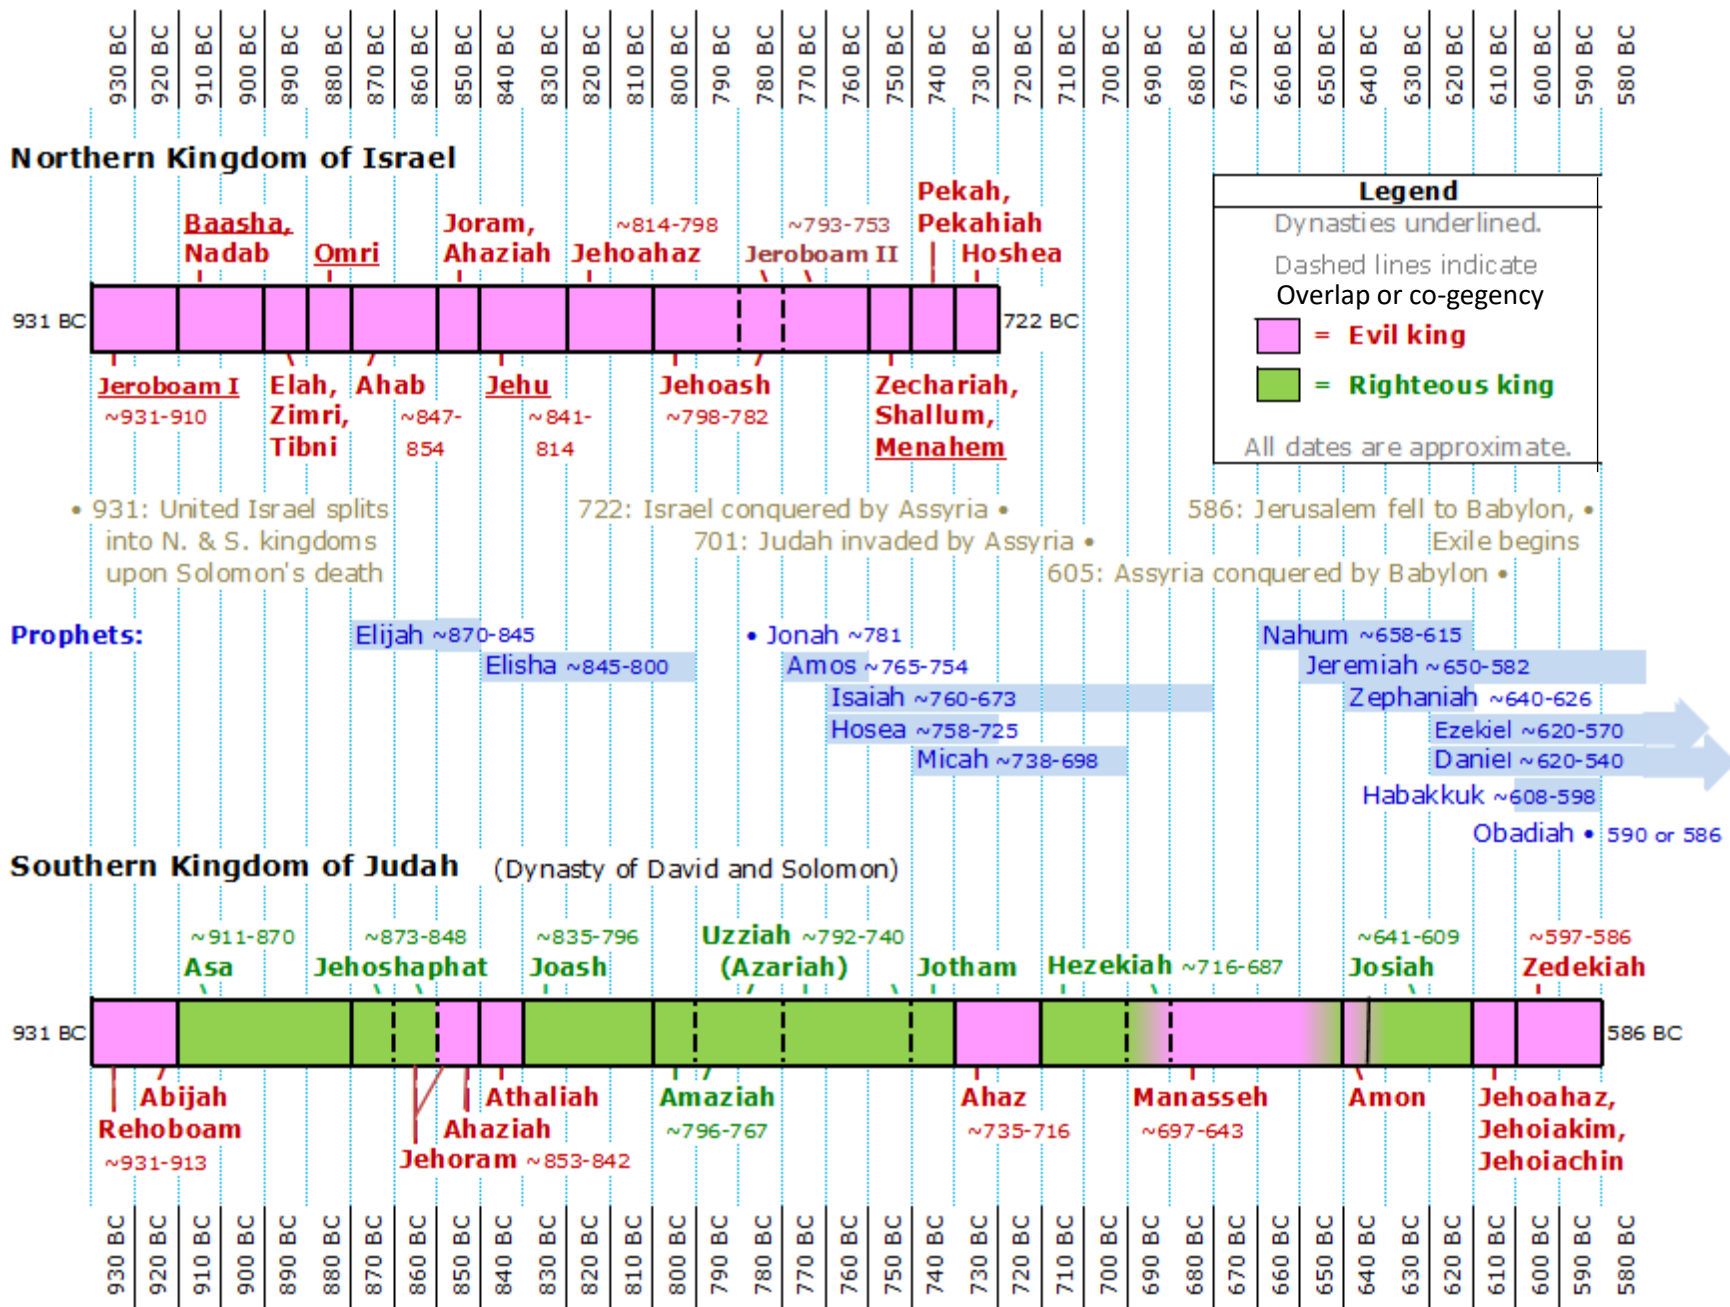 930 BC
920 BC
910 BC
900 BC
890 BC
880 BC
870 BC
860 BC
850 BC
840 BC
830 BC
820 BC
810 BC
800 BC
790 BC
780 BC
770 BC
760 BC
750 BC
740 BC
730 BC
720 BC
710 BC
700 BC
690 BC
680 BC
670 BC
660 BC
650 BC
640 BC
630 BC
620 BC
610 BC
600 BC
590 BC
580 BC
Northern Kingdom of Israel
Baasha,
Nadab
Omri
Joram,
Ahaziah
~814-798
Jehoahaz
~793-753
Jeroboam II
Pekah,
Pekahiah
Hoshea
931 BC
722 BC
Jeroboam I
~931-910
Elah,
Zimri,
Tibni
Ahab
~847-
854
Jehu
~841-
814
Jehoash
~798-782
Zechariah,
Shallum,
Menahem
Legend
Dynasties underlined.
Dashed lines indicate
Overlap or co-gegency
= Evil king
= Righteous king
All dates are approximate.
• 931: United Israel splits
into N. & S. kingdoms
upon Solomon's death
722: Israel conquered by Assyria •
701: Judah invaded by Assyria •
605: Assyria conquered by Babylon •
586: Jerusalem fell to Babylon, •
Exile begins
Prophets:
Elijah ~870-845
Elisha ~845-800
• Jonah ~781
Amos ~765-754
Isaiah ~760-673
Hosea ~758-725
Micah ~738-698
Nahum ~658-615
Jeremiah ~650-582
Zephaniah ~640-626
Ezekiel ~620-570
Daniel ~620-540
Habakkuk ~608-598
Obadiah • 590 or 586
Southern Kingdom of Judah (Dynasty of David and Solomon)
~911-870
Asa
~873-848
Jehoshaphat
~835-796
Joash
Uzziah ~792-740
(Azariah)
Jotham
Hezekiah ~716-687
~641-609
Josiah
~597-586
Zedekiah
931 BC
586 BC
Abijah
Rehoboam
~931-913
Athaliah
Ahaziah
Jehoram ~853-842
Amaziah
~796-767
Ahaz
~735-716
Manasseh
~697-643
Amon
Jehoahaz,
Jehoiakim,
Jehoiachin
930 BC
920 BC
910 BC
900 BC
890 BC
880 BC
870 BC
860 BC
850 BC
840 BC
830 BC
820 BC
810 BC
800 BC
790 BC
780 BC
770 BC
760 BC
750 BC
740 BC
730 BC
720 BC
710 BC
700 BC
690 BC
680 BC
670 BC
660 BC
650 BC
640 BC
630 BC
620 BC
610 BC
600 BC
590 BC
580 BC